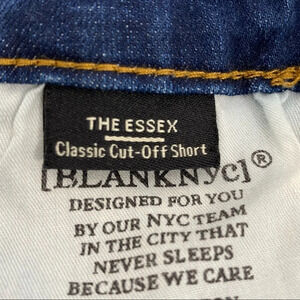 THE ESSEX
Classic Cut-Off Short
[BLANKNYC]®
DESIGNED FOR YOU
BY OUR NYC TEAM
IN THE CITY THAT
NEVER SLEEPS
BECAUSE WE CARE